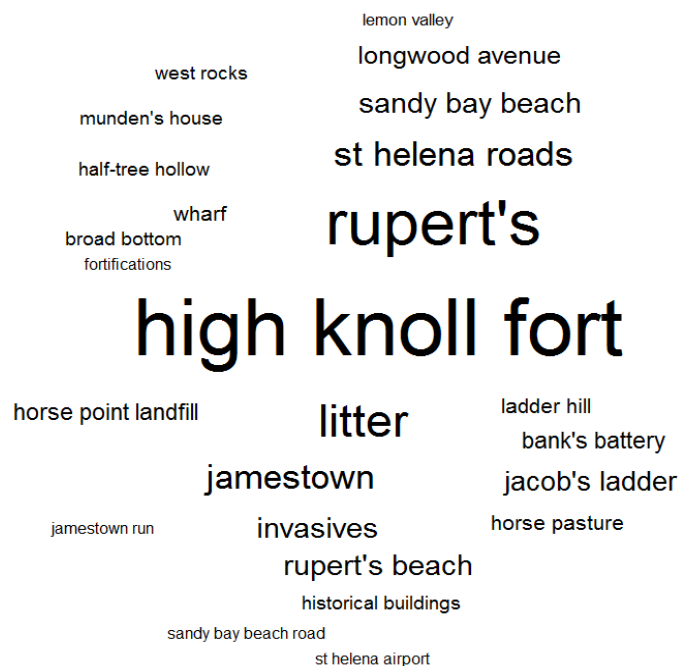 lemon valley
longwood avenue
west rocks
sandy bay beach
munden's house
st helena roads
half-tree hollow
wharf
rupert's
broad bottom
fortifications
high knoll fort
ladder hill
horse point landfill
litter
bank's battery
jamestown
jacob's ladder
horse pasture
jamestown run
invasives
rupert's beach
historical buildings
sandy bay beach road
st helena airport